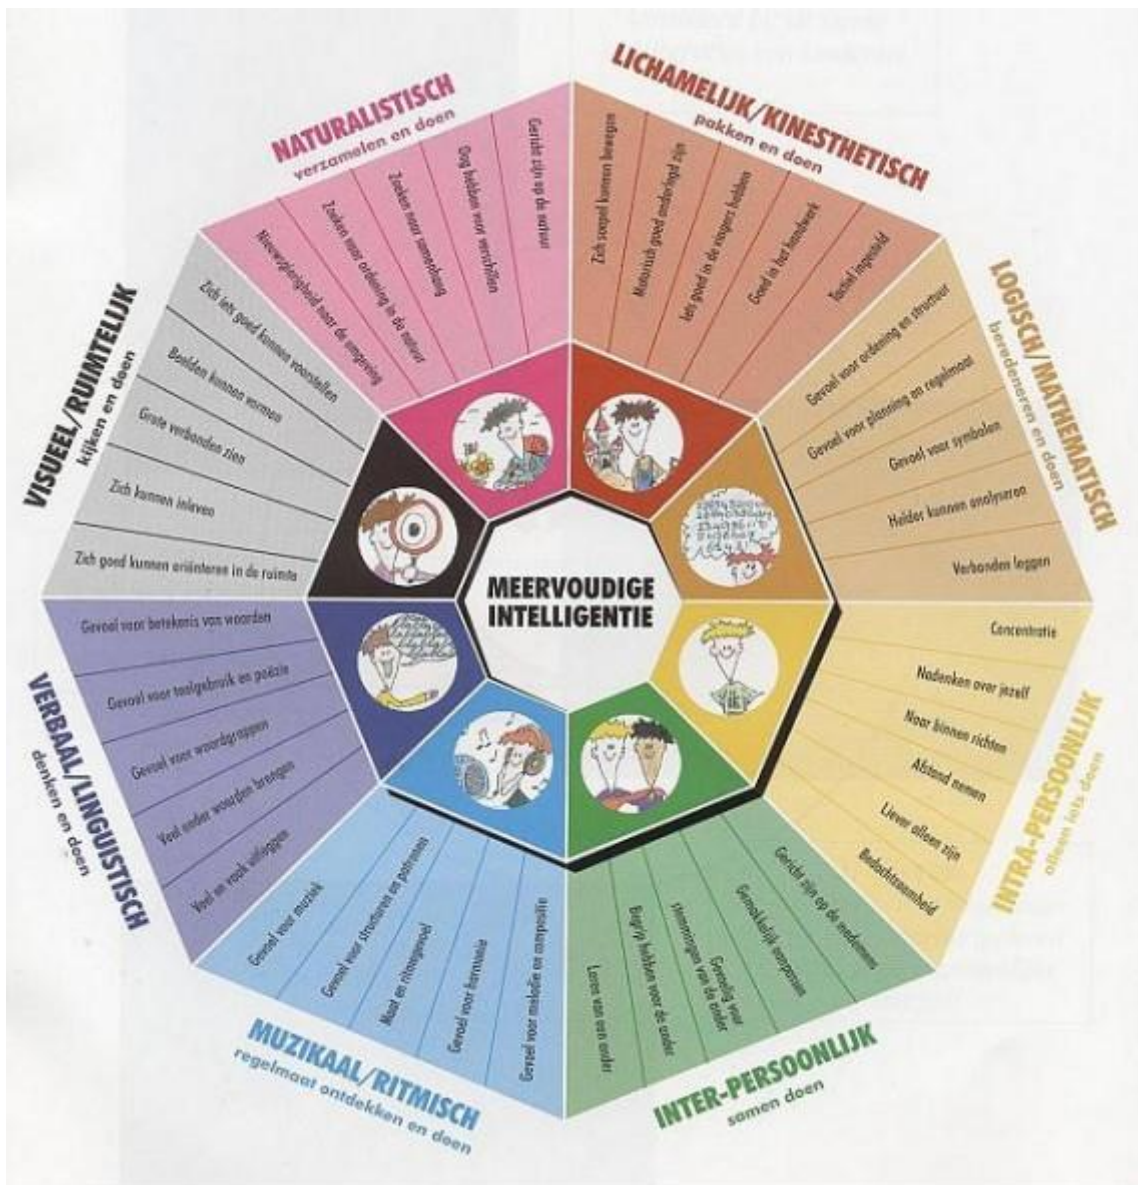 MEERVOUDIGE
INTELLIGENTIE
LICHAMELIJK/KINESTHETISCH
pakken en doen
Zich soepel kunnen bewegen
Motorisch goed onderlegd zijn
Iets goed in de vingers hebben
Goed in het handwerk
Tactiel ingesteld
LOGISCH/MATHEMATISCH
beredeneren en doen
Gevoel voor ordening en structuur
Gevoel voor planning en regelmaat
Gevoel voor symbolen
Helder kunnen analyseren
Verbanden leggen
INTRA-PERSOONLIJK
alleen iets doen
Concentratie
Nadenken over jezelf
Naar binnen richten
Afstand nemen
Liever alleen zijn
Bedachtzaamheid
INTER-PERSOONLIJK
samen doen
Gericht zijn op de medemens
Gemakkelijk aanpassen
Gevoelig voor
stemmingen van de ander
Begrip hebben voor de ander
Leren van een ander
MUZIKAAL/RITMISCH
regelmaat ontdekken en doen
Gevoel voor melodie en compositie
Gevoel voor harmonie
Maat en ritmegevoel
Gevoel voor structuren en patronen
Gevoel voor muziek
VERBAAL/LINGUISTISCH
denken en doen
Veel en vaak uitleggen
Veel onder woorden brengen
Gevoel voor woordgrappen
Gevoel voor taalgebruik en poëzie
Gevoel voor betekenis van woorden
VISUEEL/RUIMTELIJK
kijken en doen
Zich goed kunnen oriënteren in de ruimte
Zich kunnen inleven
Grote verbanden zien
Beelden kunnen vormen
Zich iets goed kunnen voorstellen
NATURALISTISCH
verzamelen en doen
Nieuwsgierigheid naar de omgeving
Zoeken naar ordening in de natuur
Zoeken naar samenhang
Oog hebben voor verschillen
Gericht zijn op de natuur